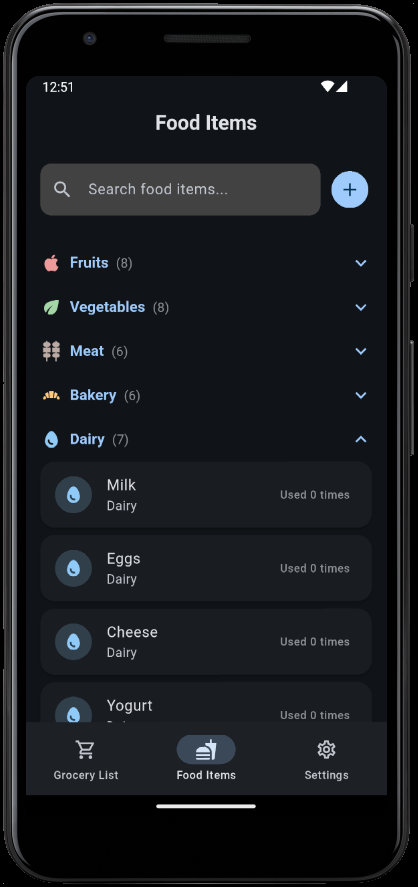 12:51
Food Items
Search food items...
Fruits (8)
Vegetables (8)
Meat (6)
Bakery (6)
Dairy (7)
Milk
Dairy
Used 0 times
Eggs
Dairy
Used 0 times
Cheese
Dairy
Used 0 times
Yogurt
Used 0 times
Grocery List
Food Items
Settings